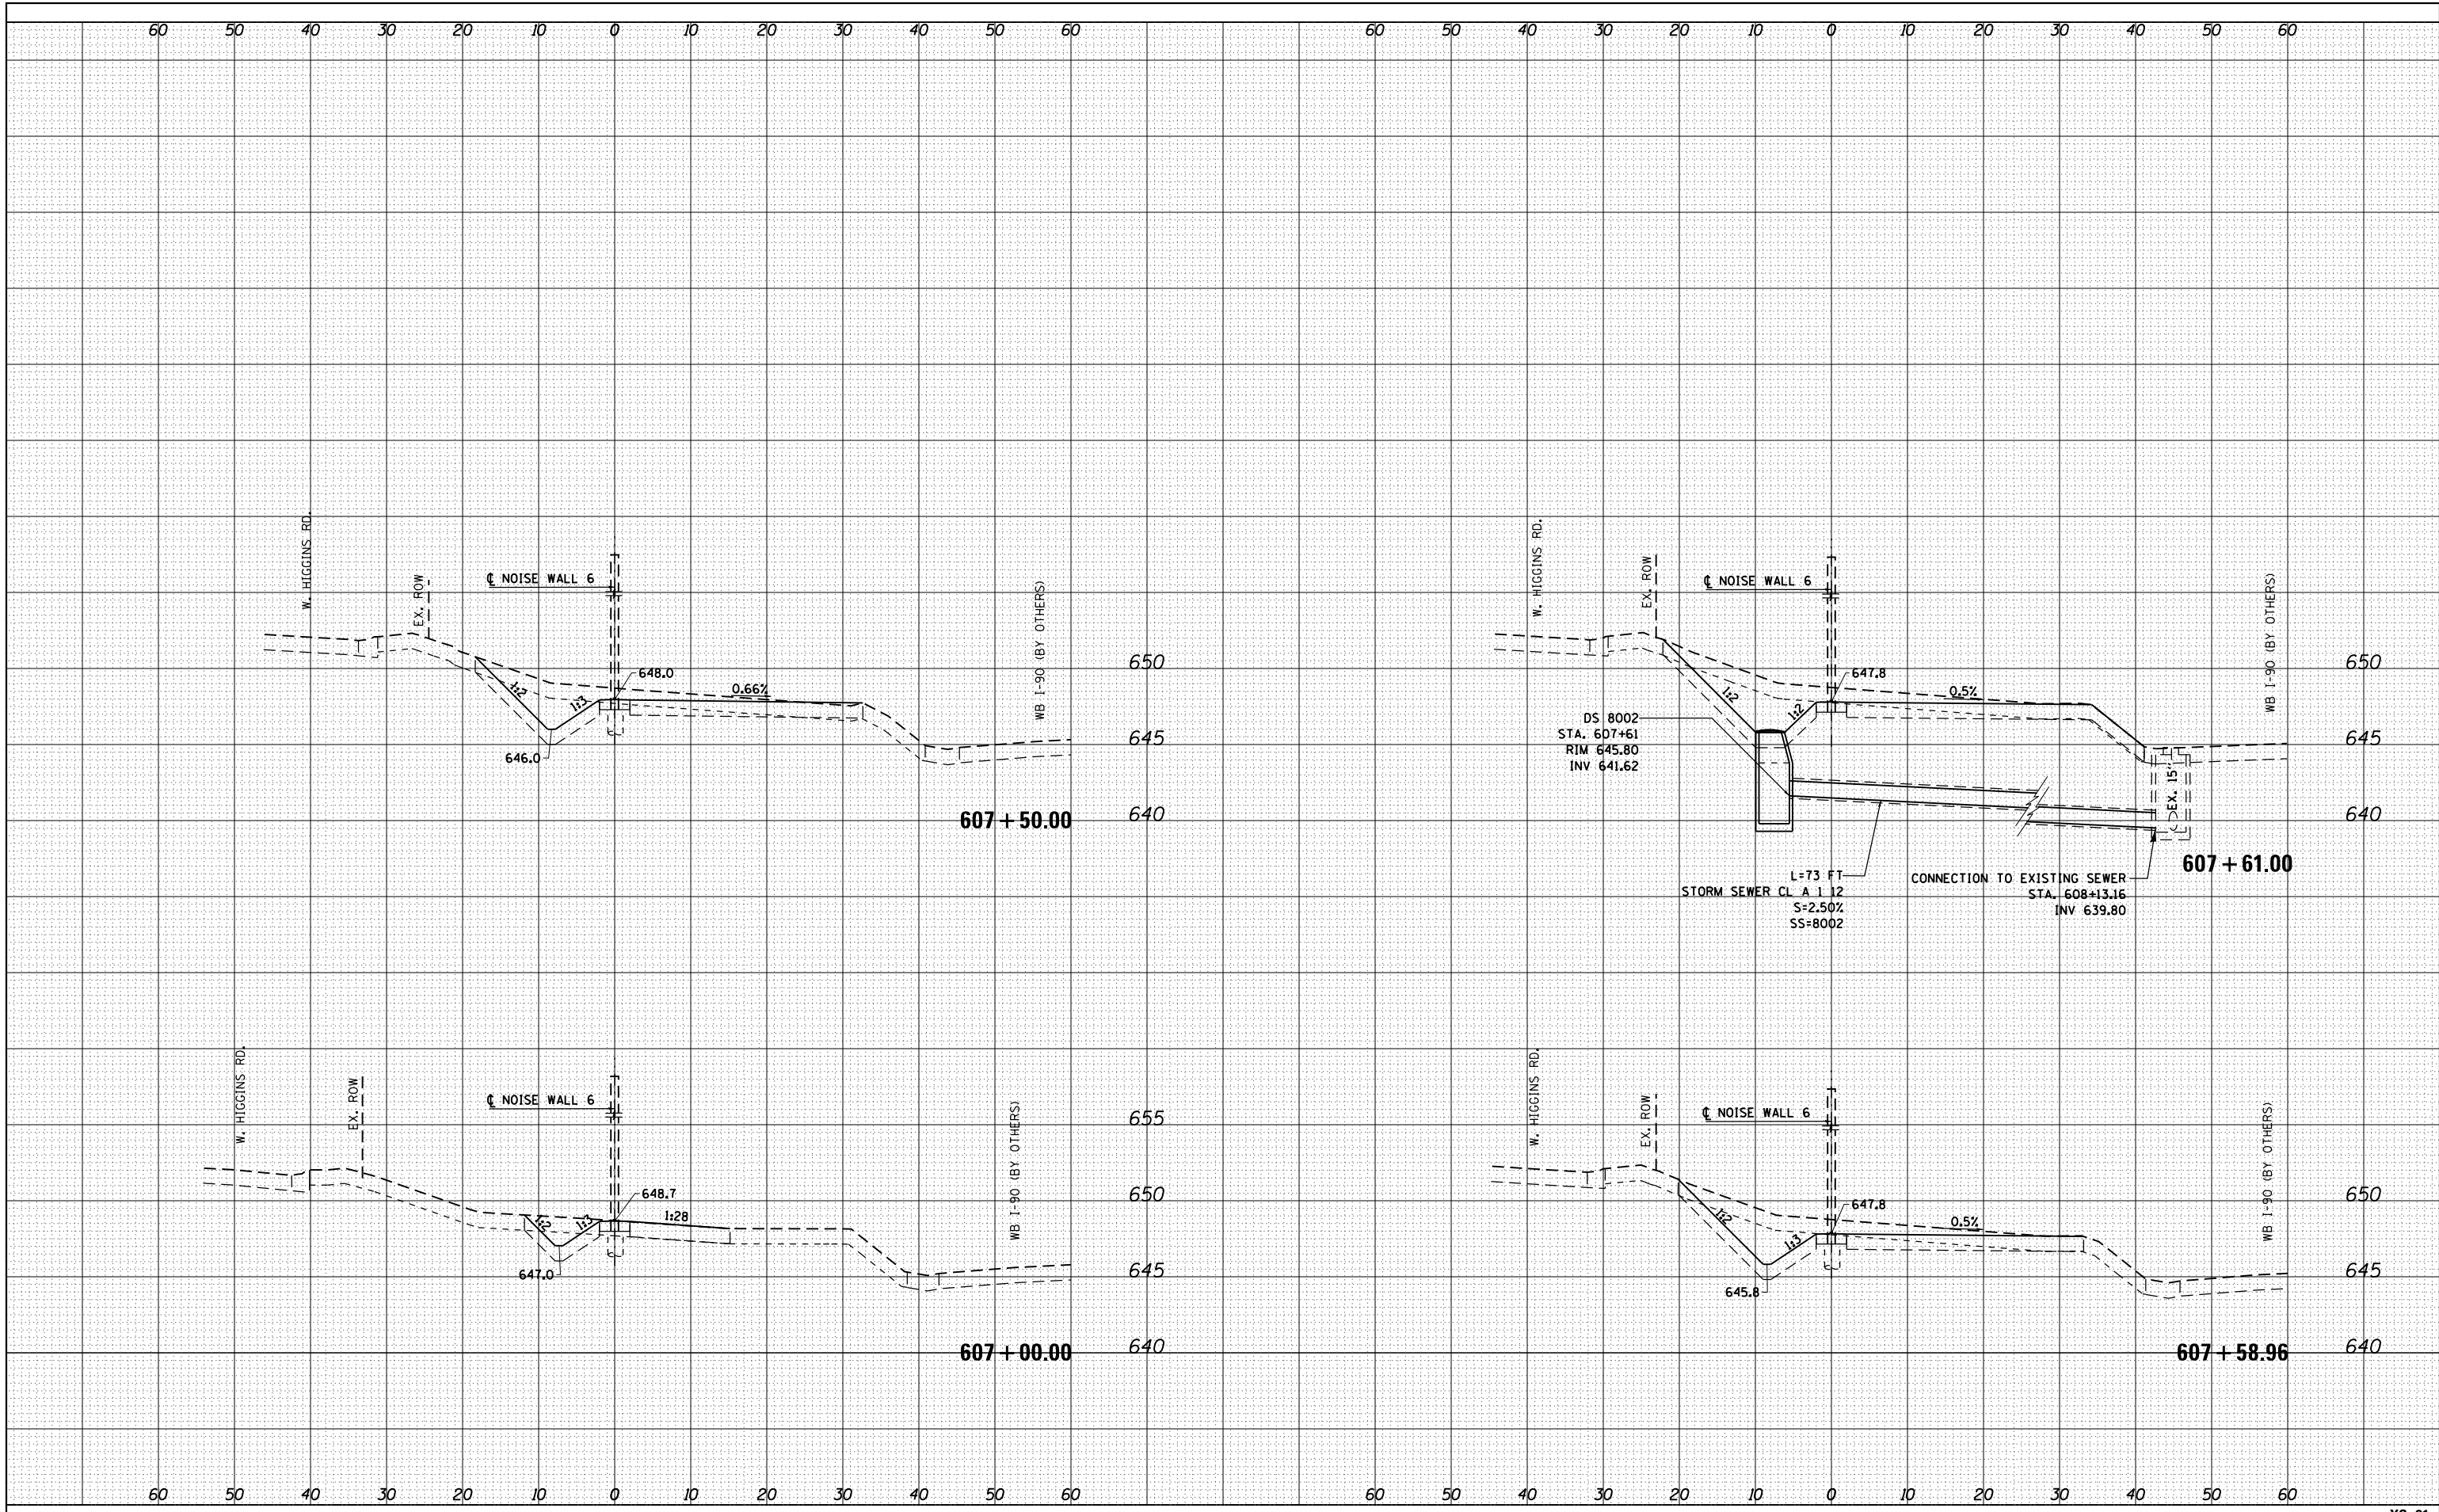 60 50 40 30 20 10 0 10 20 30 40 50 60 60 50 40 30 20 10 0 10 20 30 40 50 60
W. HIGGINS RD.
EX. ROW
℄ NOISE WALL 6
WB I-90 (BY OTHERS)
648.0
0.66%
1:2
1:3
646.0
650
645
640
607+50.00
W. HIGGINS RD.
EX. ROW
℄ NOISE WALL 6
WB I-90 (BY OTHERS)
647.8
0.5%
1:2
1:2
DS 8002
STA. 607+61
RIM 645.80
INV 641.62
EX. 15"
L=73 FT
STORM SEWER CL A 1 12
S=2.50%
SS=8002
CONNECTION TO EXISTING SEWER
STA. 608+13.16
INV 639.80
650
645
640
607+61.00
W. HIGGINS RD.
EX. ROW
℄ NOISE WALL 6
WB I-90 (BY OTHERS)
648.7
1:28
1:2
1:3
647.0
655
650
645
640
607+00.00
W. HIGGINS RD.
EX. ROW
℄ NOISE WALL 6
WB I-90 (BY OTHERS)
647.8
0.5%
1:2
1:3
645.8
650
645
640
607+58.96
60 50 40 30 20 10 0 10 20 30 40 50 60 60 50 40 30 20 10 0 10 20 30 40 50 60